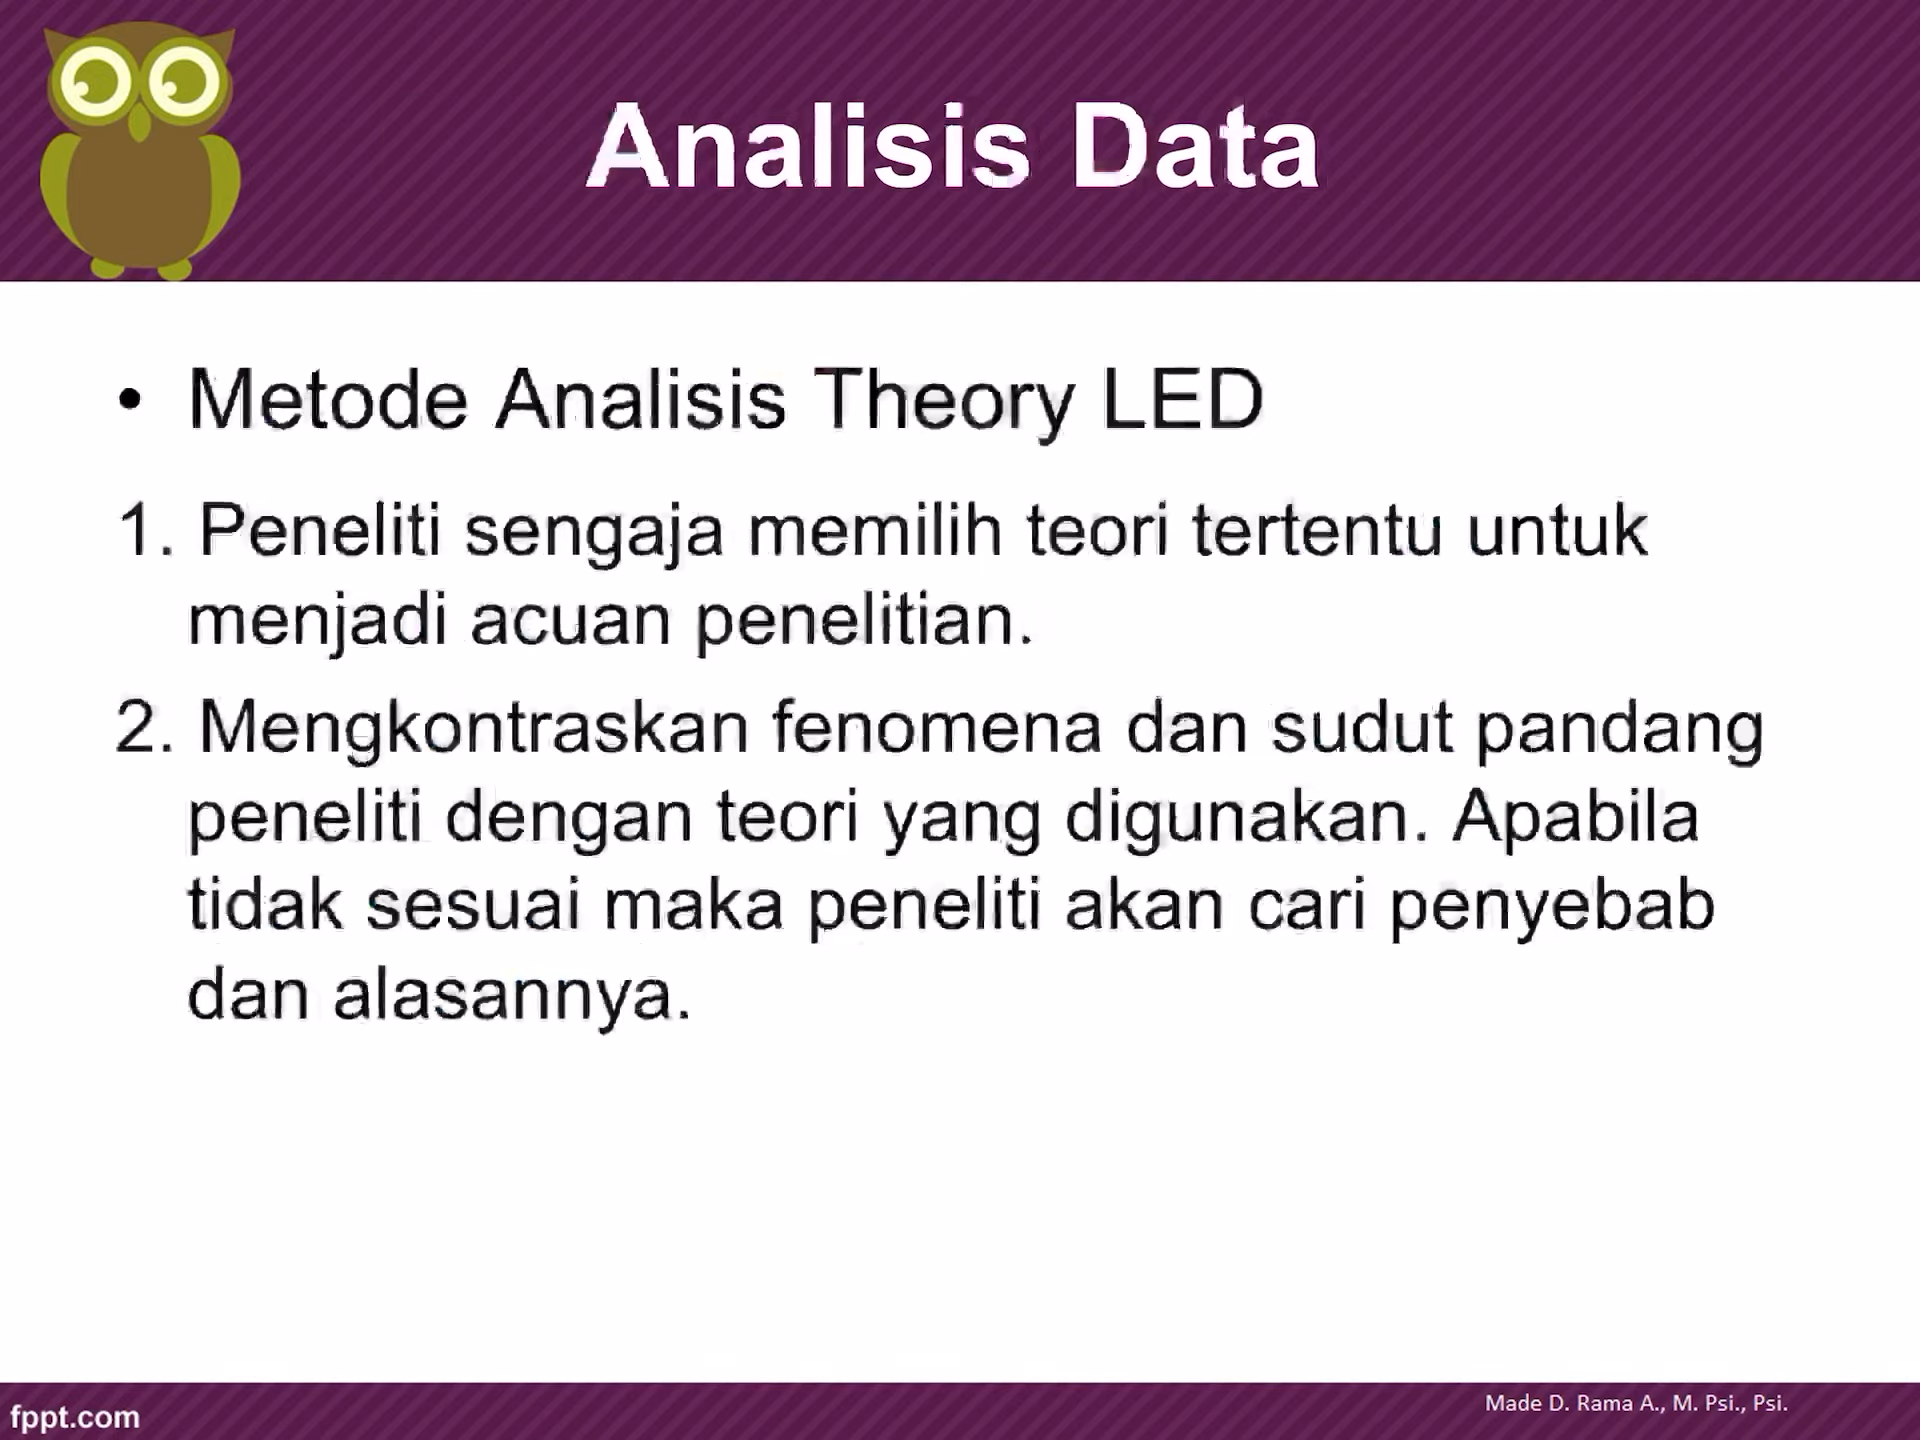 Analisis Data
• Metode Analisis Theory LED
1. Peneliti sengaja memilih teori tertentu untuk
menjadi acuan penelitian.
2. Mengkontraskan fenomena dan sudut pandang
peneliti dengan teori yang digunakan. Apabila
tidak sesuai maka peneliti akan cari penyebab
dan alasannya.
fppt.com
Made D. Rama A., M. Psi., Psi.